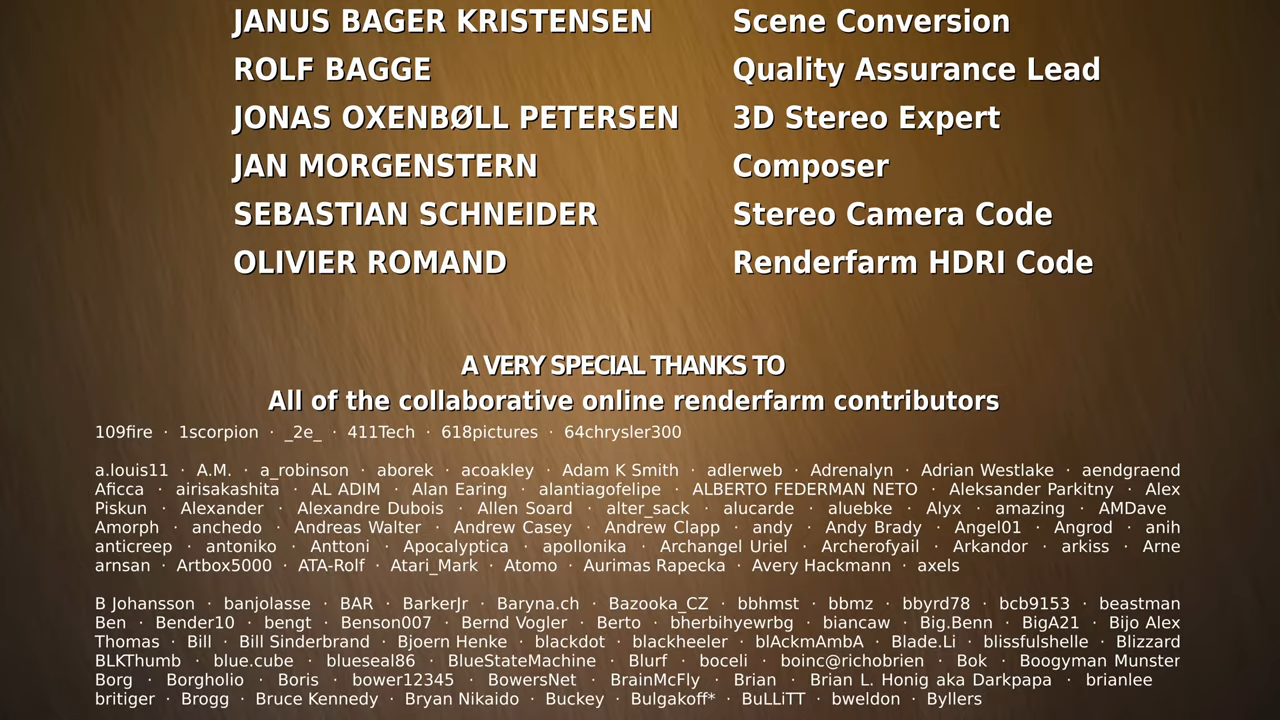 JANUS BAGER KRISTENSEN Scene Conversion
ROLF BAGGE Quality Assurance Lead
JONAS OXENBØLL PETERSEN 3D Stereo Expert
JAN MORGENSTERN Composer
SEBASTIAN SCHNEIDER Stereo Camera Code
OLIVIER ROMAND Renderfarm HDRI Code
A VERY SPECIAL THANKS TO
All of the collaborative online renderfarm contributors
109fire · 1scorpion · _2e_ · 411Tech · 618pictures · 64chrysler300
a.louis11 · A.M. · a_robinson · aborek · acoakley · Adam K Smith · adlerweb · Adrenalyn · Adrian Westlake · aendgraend
Aficca · airisakashita · AL ADIM · Alan Earing · alantiagofelipe · ALBERTO FEDERMAN NETO · Aleksander Parkitny · Alex
Piskun · Alexander · Alexandre Dubois · Allen Soard · alter_sack · alucarde · aluebke · Alyx · amazing · AMDave
Amorph · anchedo · Andreas Walter · Andrew Casey · Andrew Clapp · andy · Andy Brady · Angel01 · Angrod · anih
anticreep · antoniko · Anttoni · Apocalyptica · apollonika · Archangel Uriel · Archerofyail · Arkandor · arkiss · Arne
arnsan · Artbox5000 · ATA-Rolf · Atari_Mark · Atomo · Aurimas Rapecka · Avery Hackmann · axels
B Johansson · banjolasse · BAR · BarkerJr · Baryna.ch · Bazooka_CZ · bbhmst · bbmz · bbyrd78 · bcb9153 · beastman
Ben · Bender10 · bengt · Benson007 · Bernd Vogler · Berto · bherbihyewrbg · biancaw · Big.Benn · BigA21 · Bijo Alex
Thomas · Bill · Bill Sinderbrand · Bjoern Henke · blackdot · blackheeler · blAckmAmbA · Blade.Li · blissfulshelle · Blizzard
BLKThumb · blue.cube · blueseal86 · BlueStateMachine · Blurf · boceli · boinc@richobrien · Bok · Boogyman Munster
Borg · Borgholio · Boris · bower12345 · BowersNet · BrainMcFly · Brian · Brian L. Honig aka Darkpapa · brianlee
britiger · Brogg · Bruce Kennedy · Bryan Nikaido · Buckey · Bulgakoff* · BuLLiTT · bweldon · Byllers